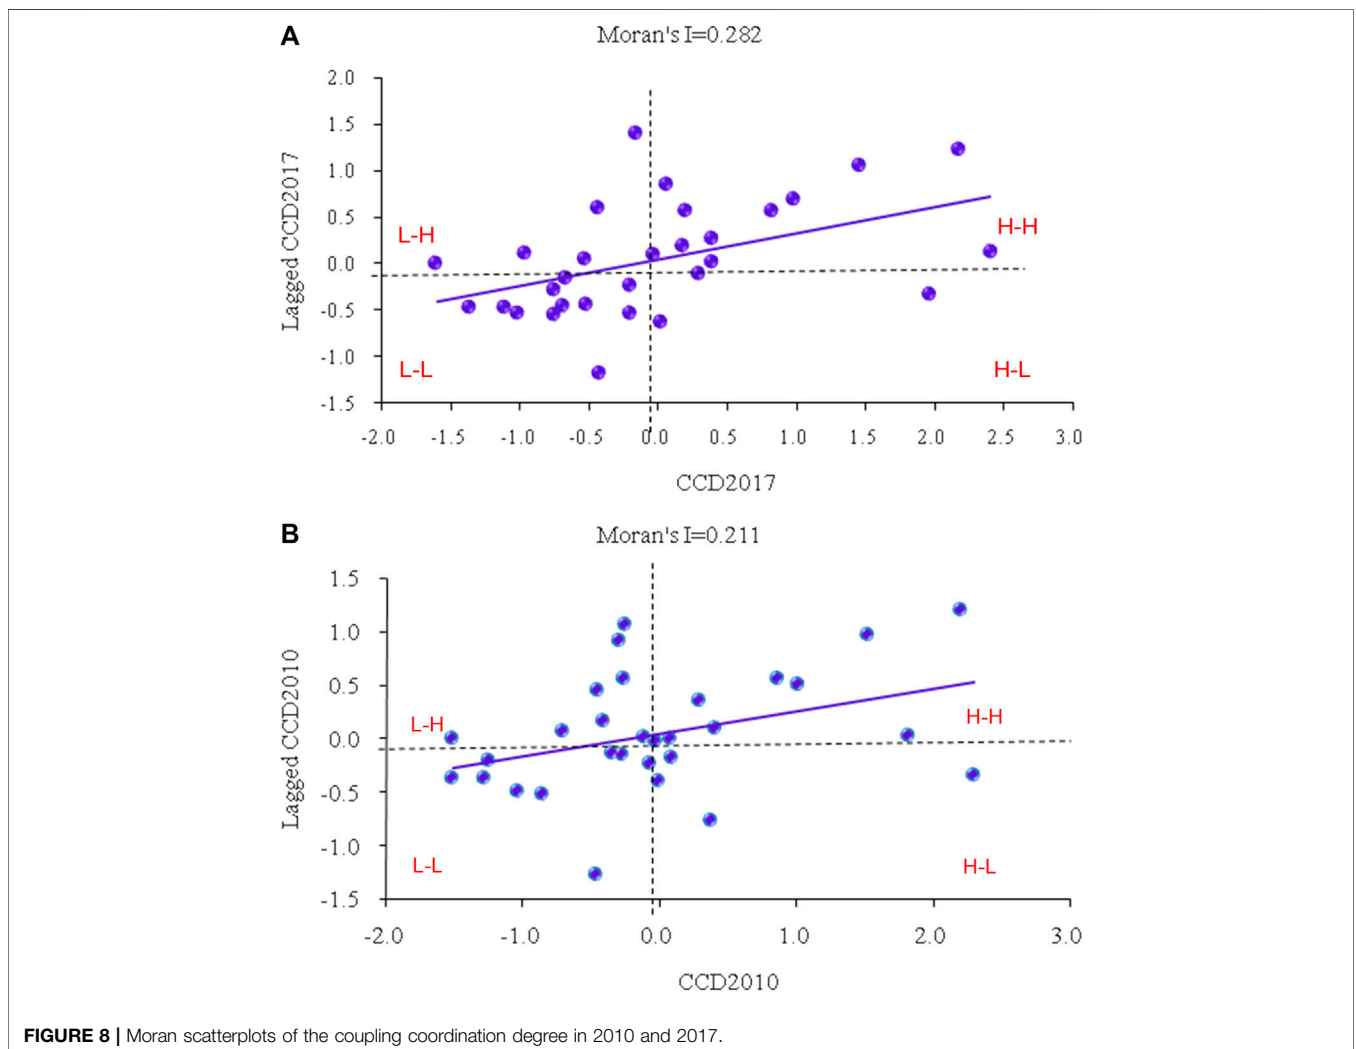 A
Moran's I=0.282
2.0
1.5
1.0
0.5
0.0
-0.5
-1.0
-1.5
Lagged CCD2017
L-H
H-H
L-L
H-L
-2.0 -1.5 -1.0 -0.5 0.0 0.5 1.0 1.5 2.0 2.5 3.0
CCD2017
B
Moran's I=0.211
1.5
1.0
0.5
0.0
-0.5
-1.0
-1.5
Lagged CCD2010
L-H
H-H
L-L
H-L
-2.0 -1.0 0.0 1.0 2.0 3.0
CCD2010
FIGURE 8 | Moran scatterplots of the coupling coordination degree in 2010 and 2017.